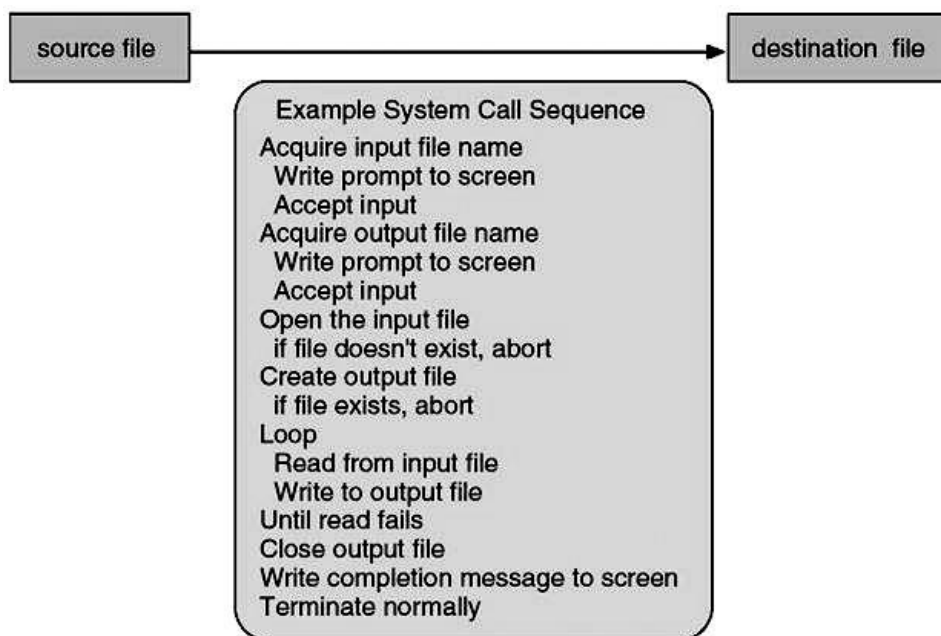 source file
destination file
Example System Call Sequence
Acquire input file name
Write prompt to screen
Accept input
Acquire output file name
Write prompt to screen
Accept input
Open the input file
if file doesn't exist, abort
Create output file
if file exists, abort
Loop
Read from input file
Write to output file
Until read fails
Close output file
Write completion message to screen
Terminate normally